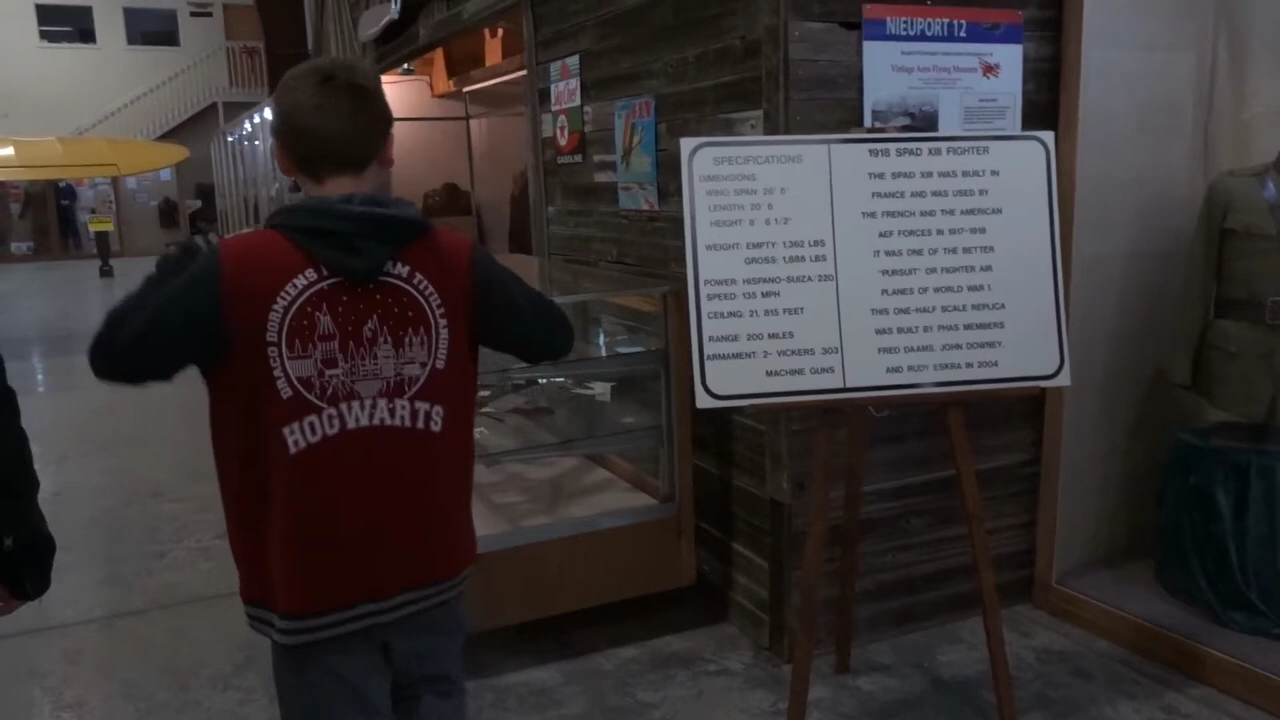 NIEUPORT 12
Vintage Aero Flying Museum
Sky Chief
GASOLINE
CAUTION
DRACO DORMIENS TITILLANDUS
HOGWARTS
SPECIFICATIONS
DIMENSIONS:
WING SPAN: 26' 6"
LENGTH: 20' 6
HEIGHT: 8' 6 1/2"
WEIGHT: EMPTY: 1,362 LBS
GROSS: 1,888 LBS
POWER: HISPANO-SUIZA/220
SPEED: 135 MPH
CEILING: 21, 815 FEET
RANGE: 200 MILES
ARMAMENT: 2- VICKERS .303
MACHINE GUNS
1918 SPAD XIII FIGHTER
THE SPAD XIII WAS BUILT IN
FRANCE AND WAS USED BY
THE FRENCH AND THE AMERICAN
AEF FORCES IN 1917-1918
IT WAS ONE OF THE BETTER
"PURSUIT" OR FIGHTER AIR
PLANES OF WORLD WAR I.
THIS ONE-HALF SCALE REPLICA
WAS BUILT BY PHAS MEMBERS
FRED DAAMS, JOHN DOWNEY,
AND RUDY ESKRA IN 2004